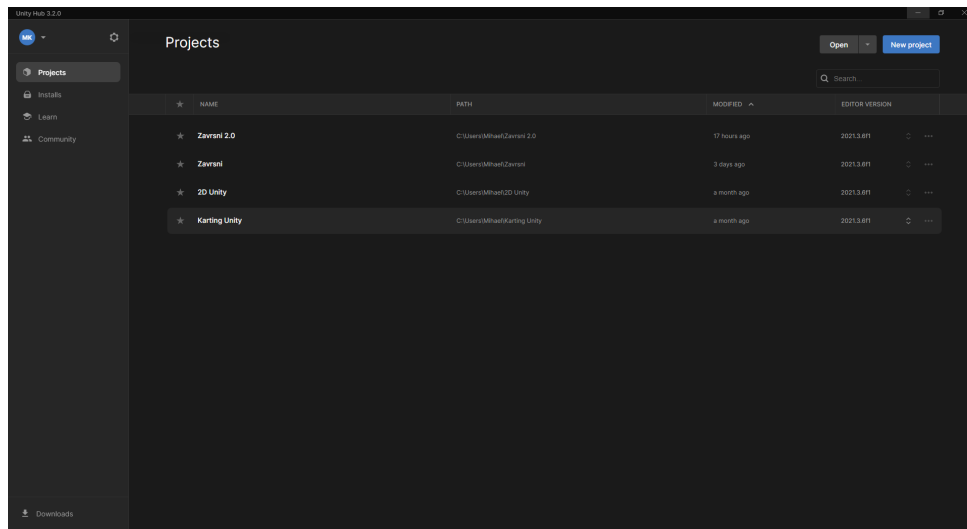 Unity Hub 3.2.0
MK
Projects
Installs
Learn
Community
Downloads
Projects
Open
New project
Search...
NAME PATH MODIFIED EDITOR VERSION
Zavrsni 2.0 C:\Users\Mihael\Zavrsni 2.0 17 hours ago 2021.3.6f1
Zavrsni C:\Users\Mihael\Zavrsni 3 days ago 2021.3.6f1
2D Unity C:\Users\Mihael\2D Unity a month ago 2021.3.6f1
Karting Unity C:\Users\Mihael\Karting Unity a month ago 2021.3.6f1